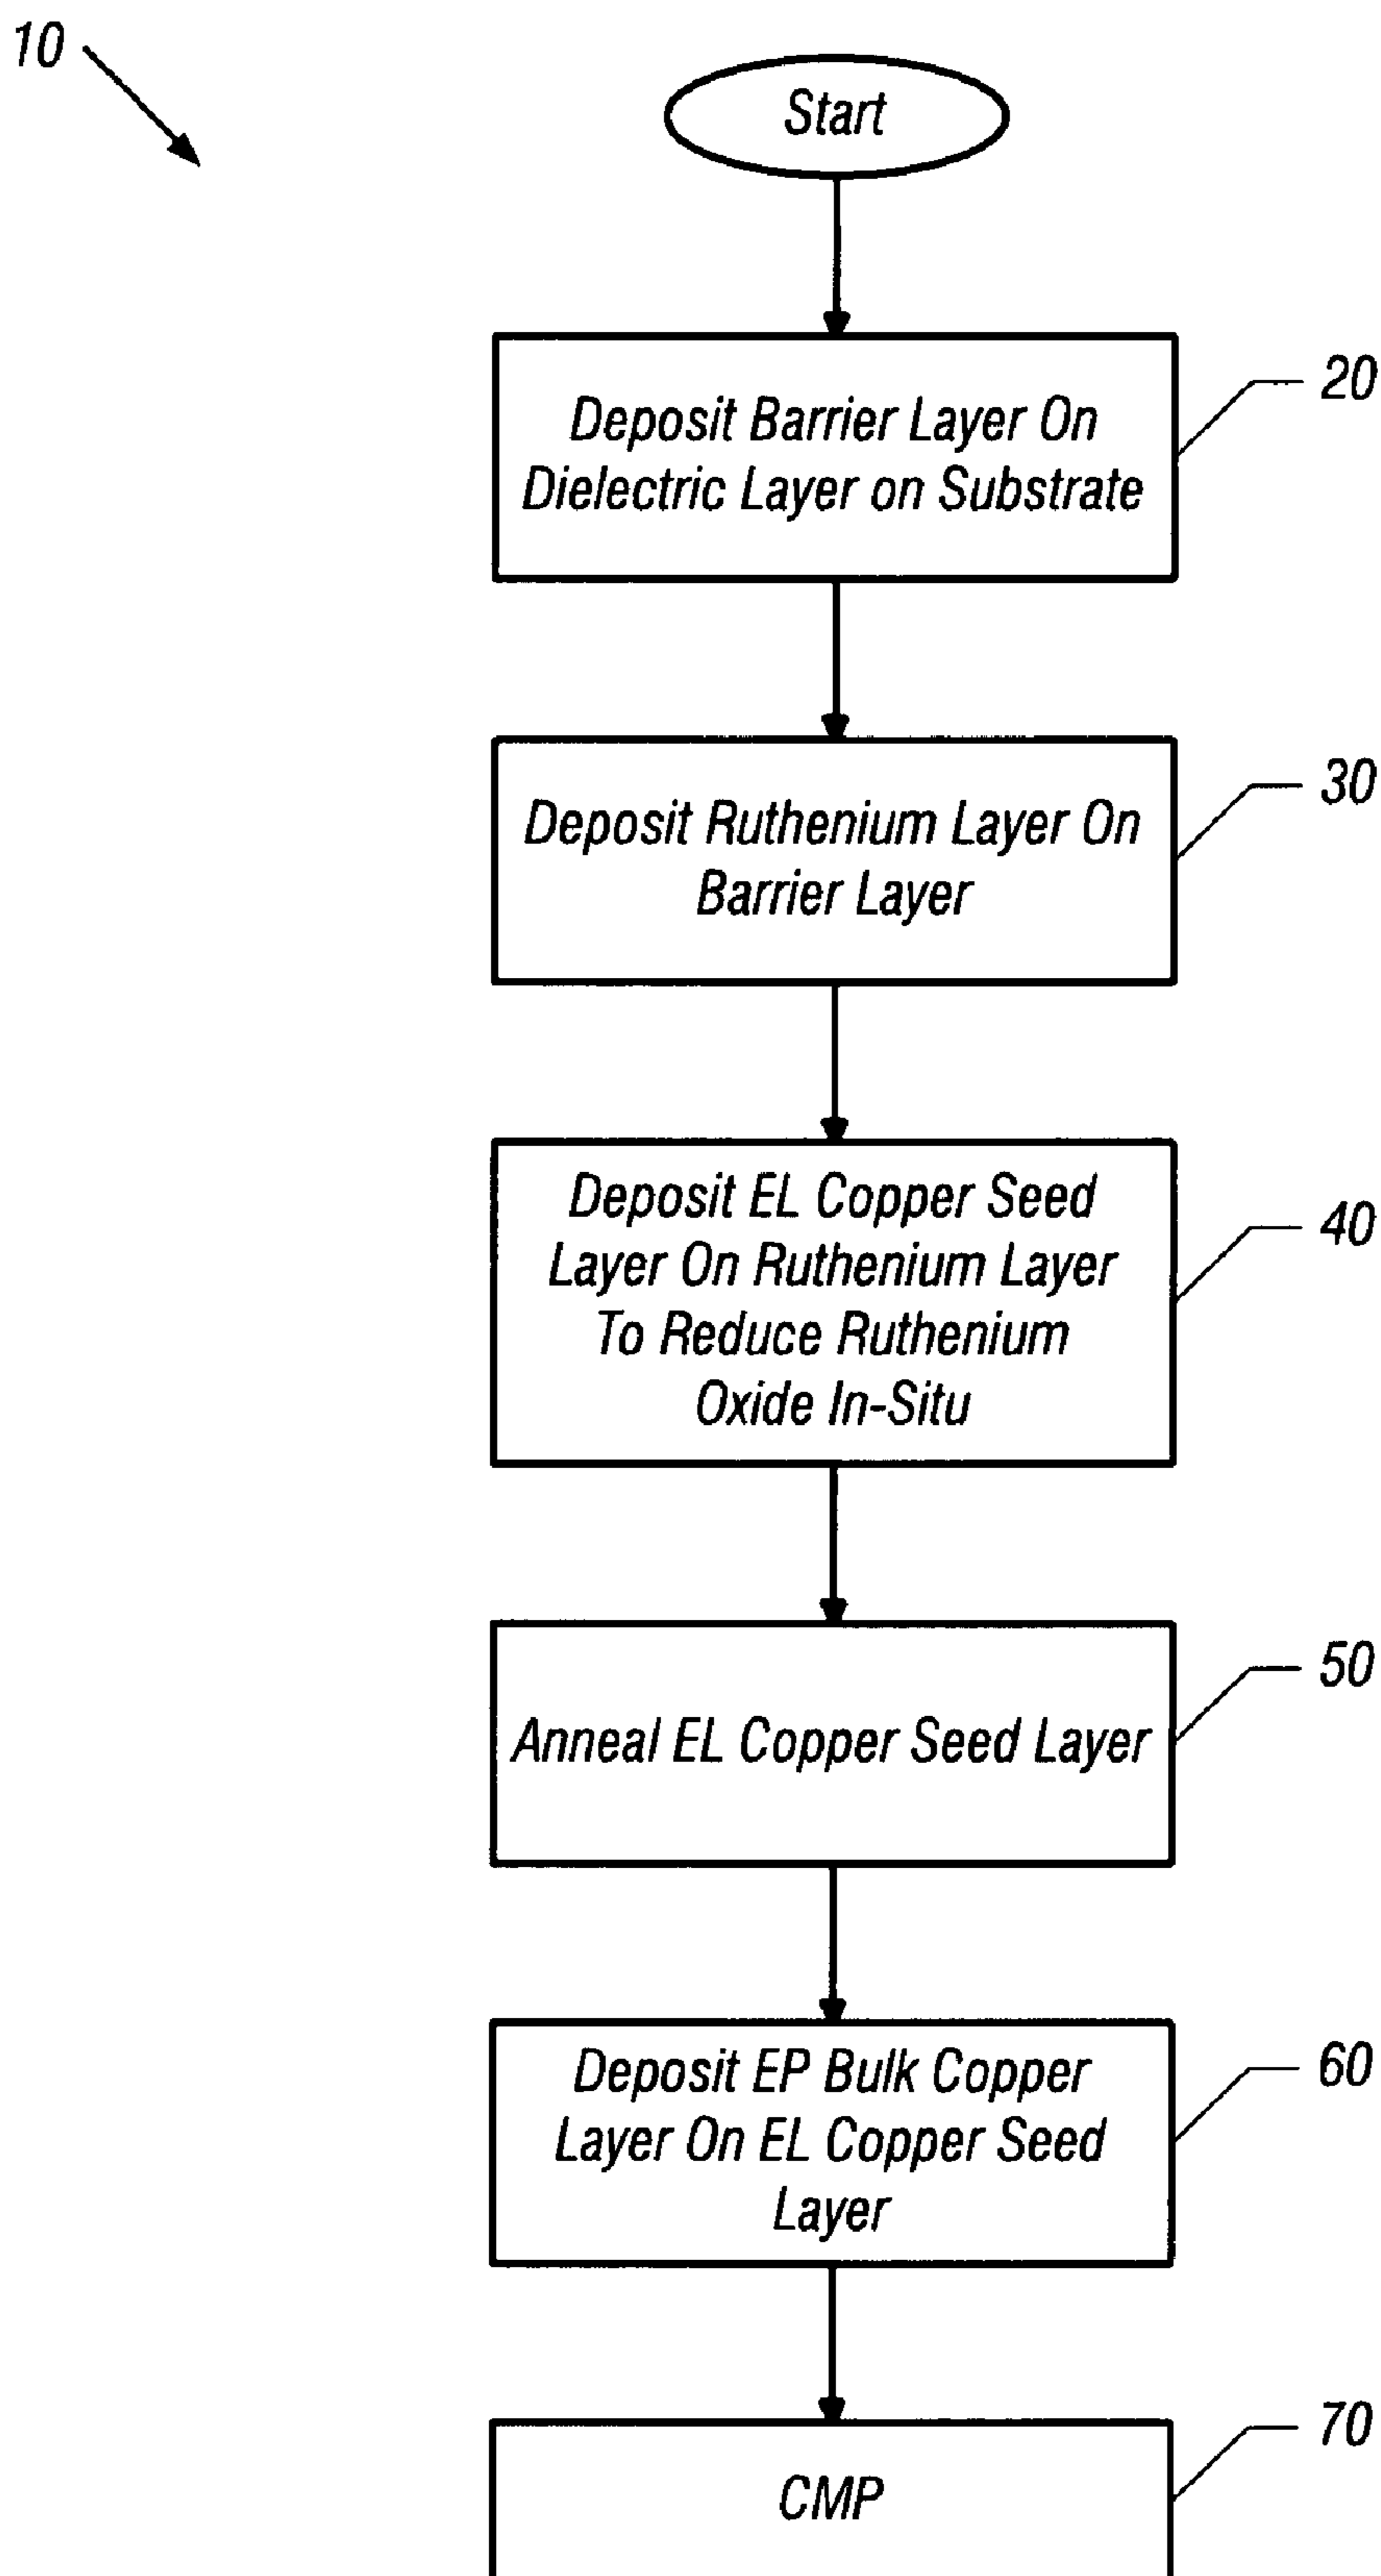 10
Start
Deposit Barrier Layer On
Dielectric Layer on Substrate
20
Deposit Ruthenium Layer On
Barrier Layer
30
Deposit EL Copper Seed
Layer On Ruthenium Layer
To Reduce Ruthenium
Oxide In-Situ
40
Anneal EL Copper Seed Layer
50
Deposit EP Bulk Copper
Layer On EL Copper Seed
Layer
60
CMP
70